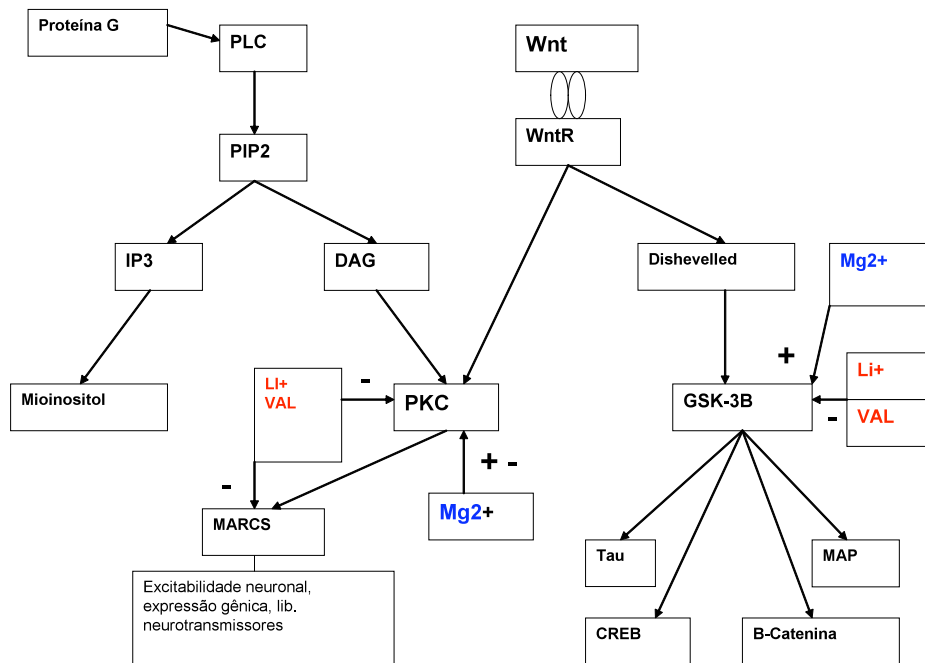 Proteína G
PLC
Wnt
PIP2
WntR
IP3
DAG
Dishevelled
Mg2+
+
Mioinositol
LI+
VAL
-
PKC
GSK-3B
Li+
VAL
-
-
+ -
MARCS
Mg2+
Tau
MAP
Excitabilidade neuronal,
expressão gênica, lib.
neurotransmissores
CREB
B-Catenina